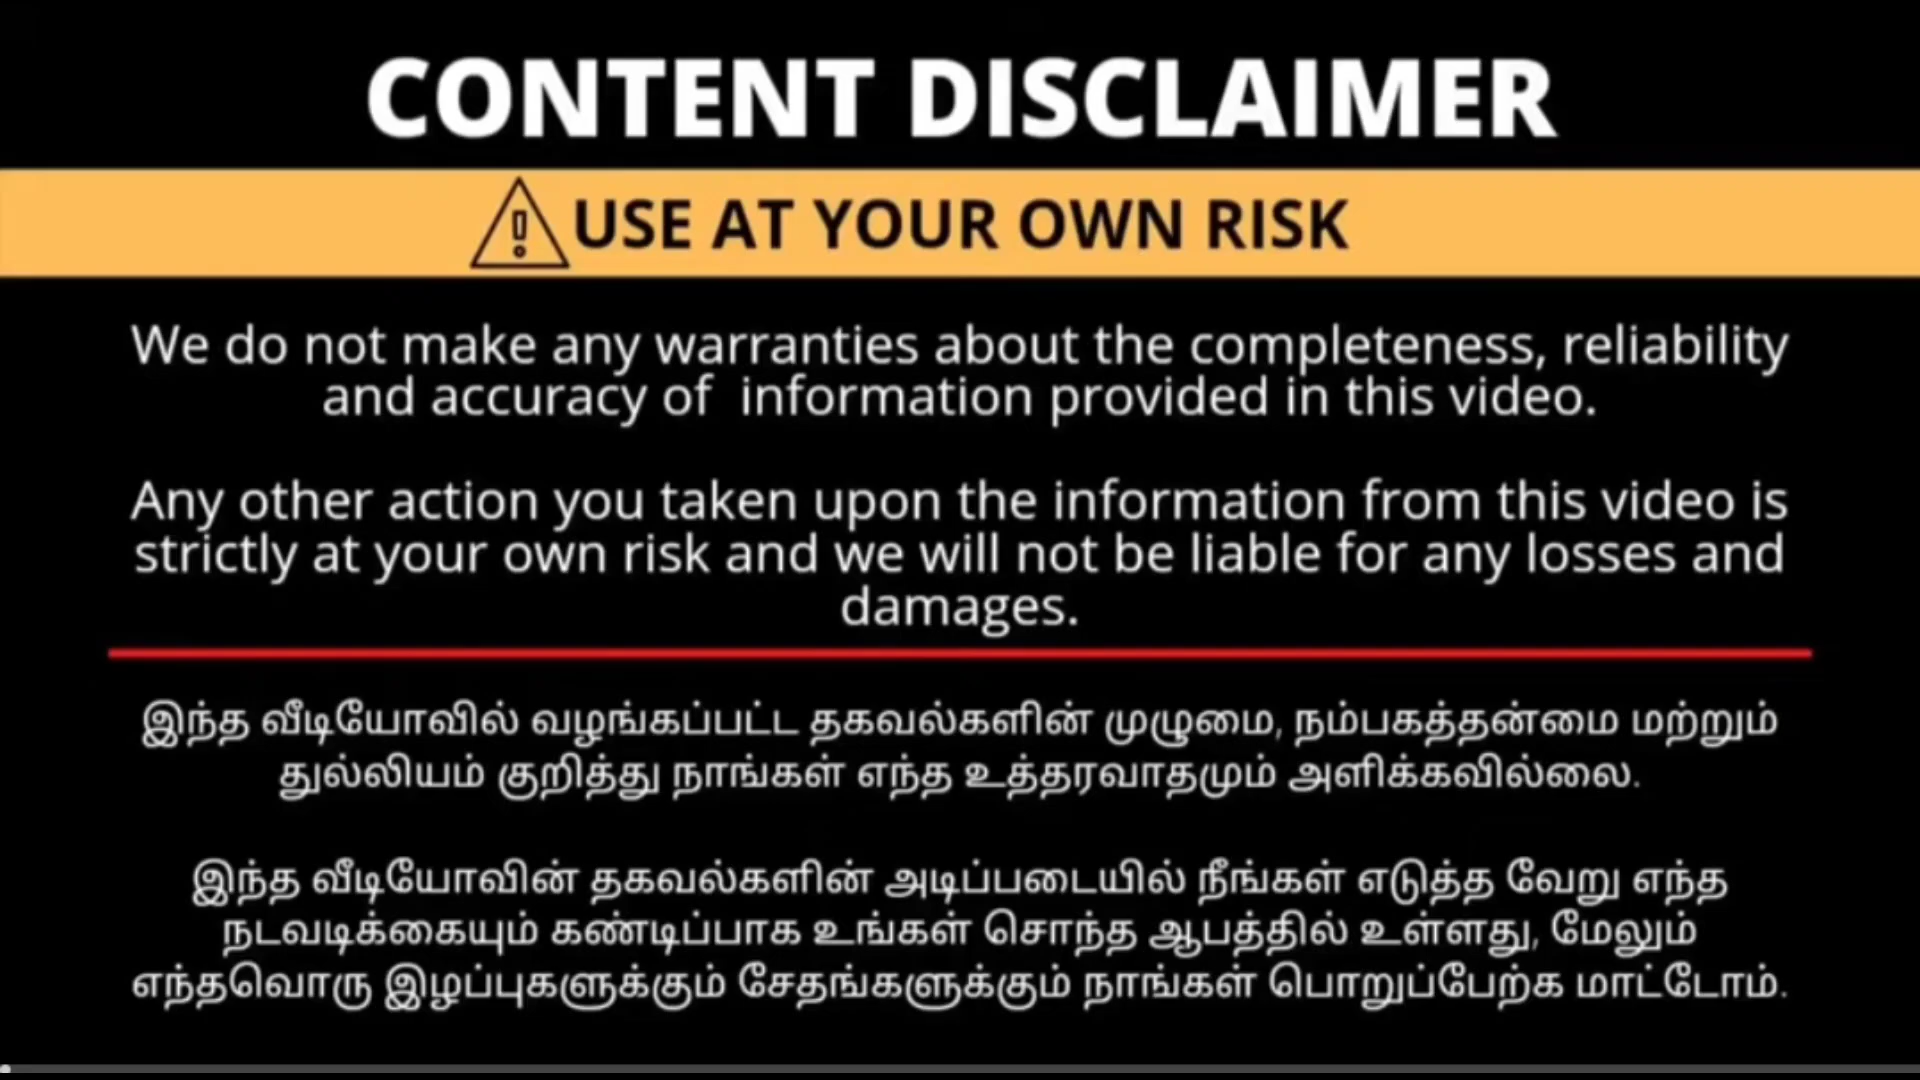 CONTENT DISCLAIMER
USE AT YOUR OWN RISK
We do not make any warranties about the completeness, reliability
and accuracy of  information provided in this video.
Any other action you taken upon the information from this video is
strictly at your own risk and we will not be liable for any losses and
damages.
இந்த வீடியோவில் வழங்கப்பட்ட தகவல்களின் முழுமை, நம்பகத்தன்மை மற்றும்
துல்லியம் குறித்து நாங்கள் எந்த உத்தரவாதமும் அளிக்கவில்லை.
இந்த வீடியோவின் தகவல்களின் அடிப்படையில் நீங்கள் எடுத்த வேறு எந்த
நடவடிக்கையும் கண்டிப்பாக உங்கள் சொந்த ஆபத்தில் உள்ளது, மேலும்
எந்தவொரு இழப்புகளுக்கும் சேதங்களுக்கும் நாங்கள் பொறுப்பேற்க மாட்டோம்.